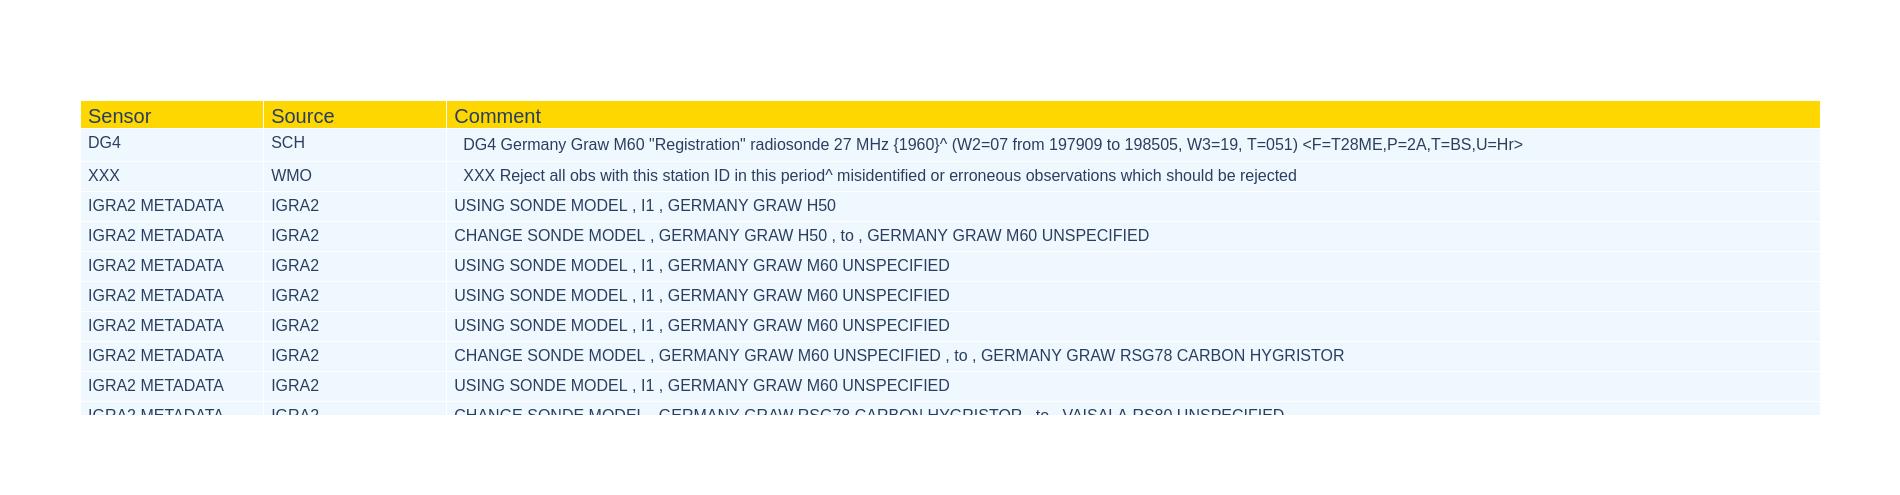 Sensor Source Comment
DG4 SCH DG4 Germany Graw M60 "Registration" radiosonde 27 MHz {1960}^ (W2=07 from 197909 to 198505, W3=19, T=051) <F=T28ME,P=2A,T=BS,U=Hr>
XXX WMO XXX Reject all obs with this station ID in this period^ misidentified or erroneous observations which should be rejected
IGRA2 METADATA IGRA2 USING SONDE MODEL , I1 , GERMANY GRAW H50
IGRA2 METADATA IGRA2 CHANGE SONDE MODEL , GERMANY GRAW H50 , to , GERMANY GRAW M60 UNSPECIFIED
IGRA2 METADATA IGRA2 USING SONDE MODEL , I1 , GERMANY GRAW M60 UNSPECIFIED
IGRA2 METADATA IGRA2 USING SONDE MODEL , I1 , GERMANY GRAW M60 UNSPECIFIED
IGRA2 METADATA IGRA2 USING SONDE MODEL , I1 , GERMANY GRAW M60 UNSPECIFIED
IGRA2 METADATA IGRA2 CHANGE SONDE MODEL , GERMANY GRAW M60 UNSPECIFIED , to , GERMANY GRAW RSG78 CARBON HYGRISTOR
IGRA2 METADATA IGRA2 USING SONDE MODEL , I1 , GERMANY GRAW M60 UNSPECIFIED
IGRA2 METADATA IGRA2 CHANGE SONDE MODEL , GERMANY GRAW RSG78 CARBON HYGRISTOR , to , VAISALA RS80 UNSPECIFIED